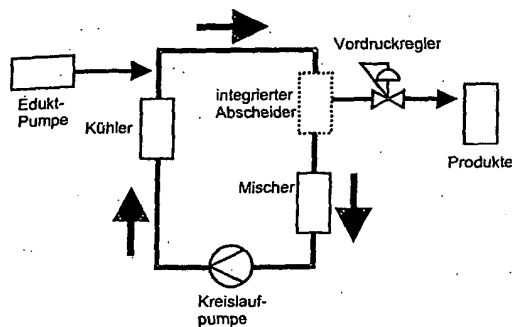 Vordruckregler
Edukt-
Pumpe
Kühler
integrierter
Abscheider
Produkte
Mischer
Kreislauf-
pumpe